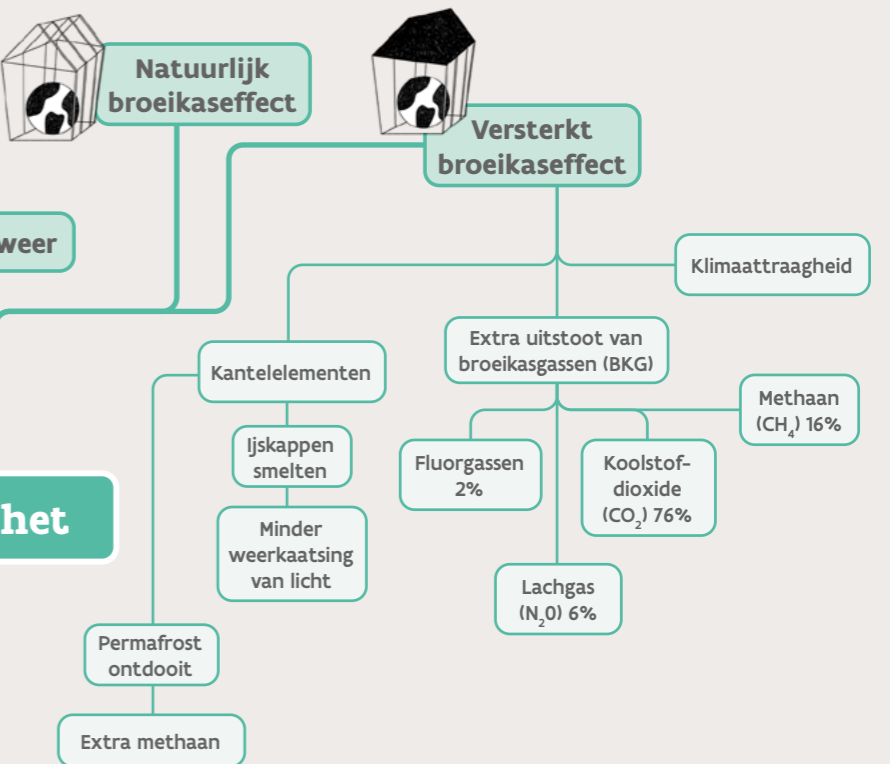 Natuurlijk
broeikaseffect
Versterkt
broeikaseffect
weer
Klimaattraagheid
Extra uitstoot van
broeikasgassen (BKG)
Kantelelementen
Methaan
(CH₄) 16%
Ijskappen
smelten
Fluorgassen
2%
Koolstof-
dioxide
(CO₂) 76%
het
Minder
weerkaatsing
van licht
Lachgas
(N₂0) 6%
Permafrost
ontdooit
Extra methaan